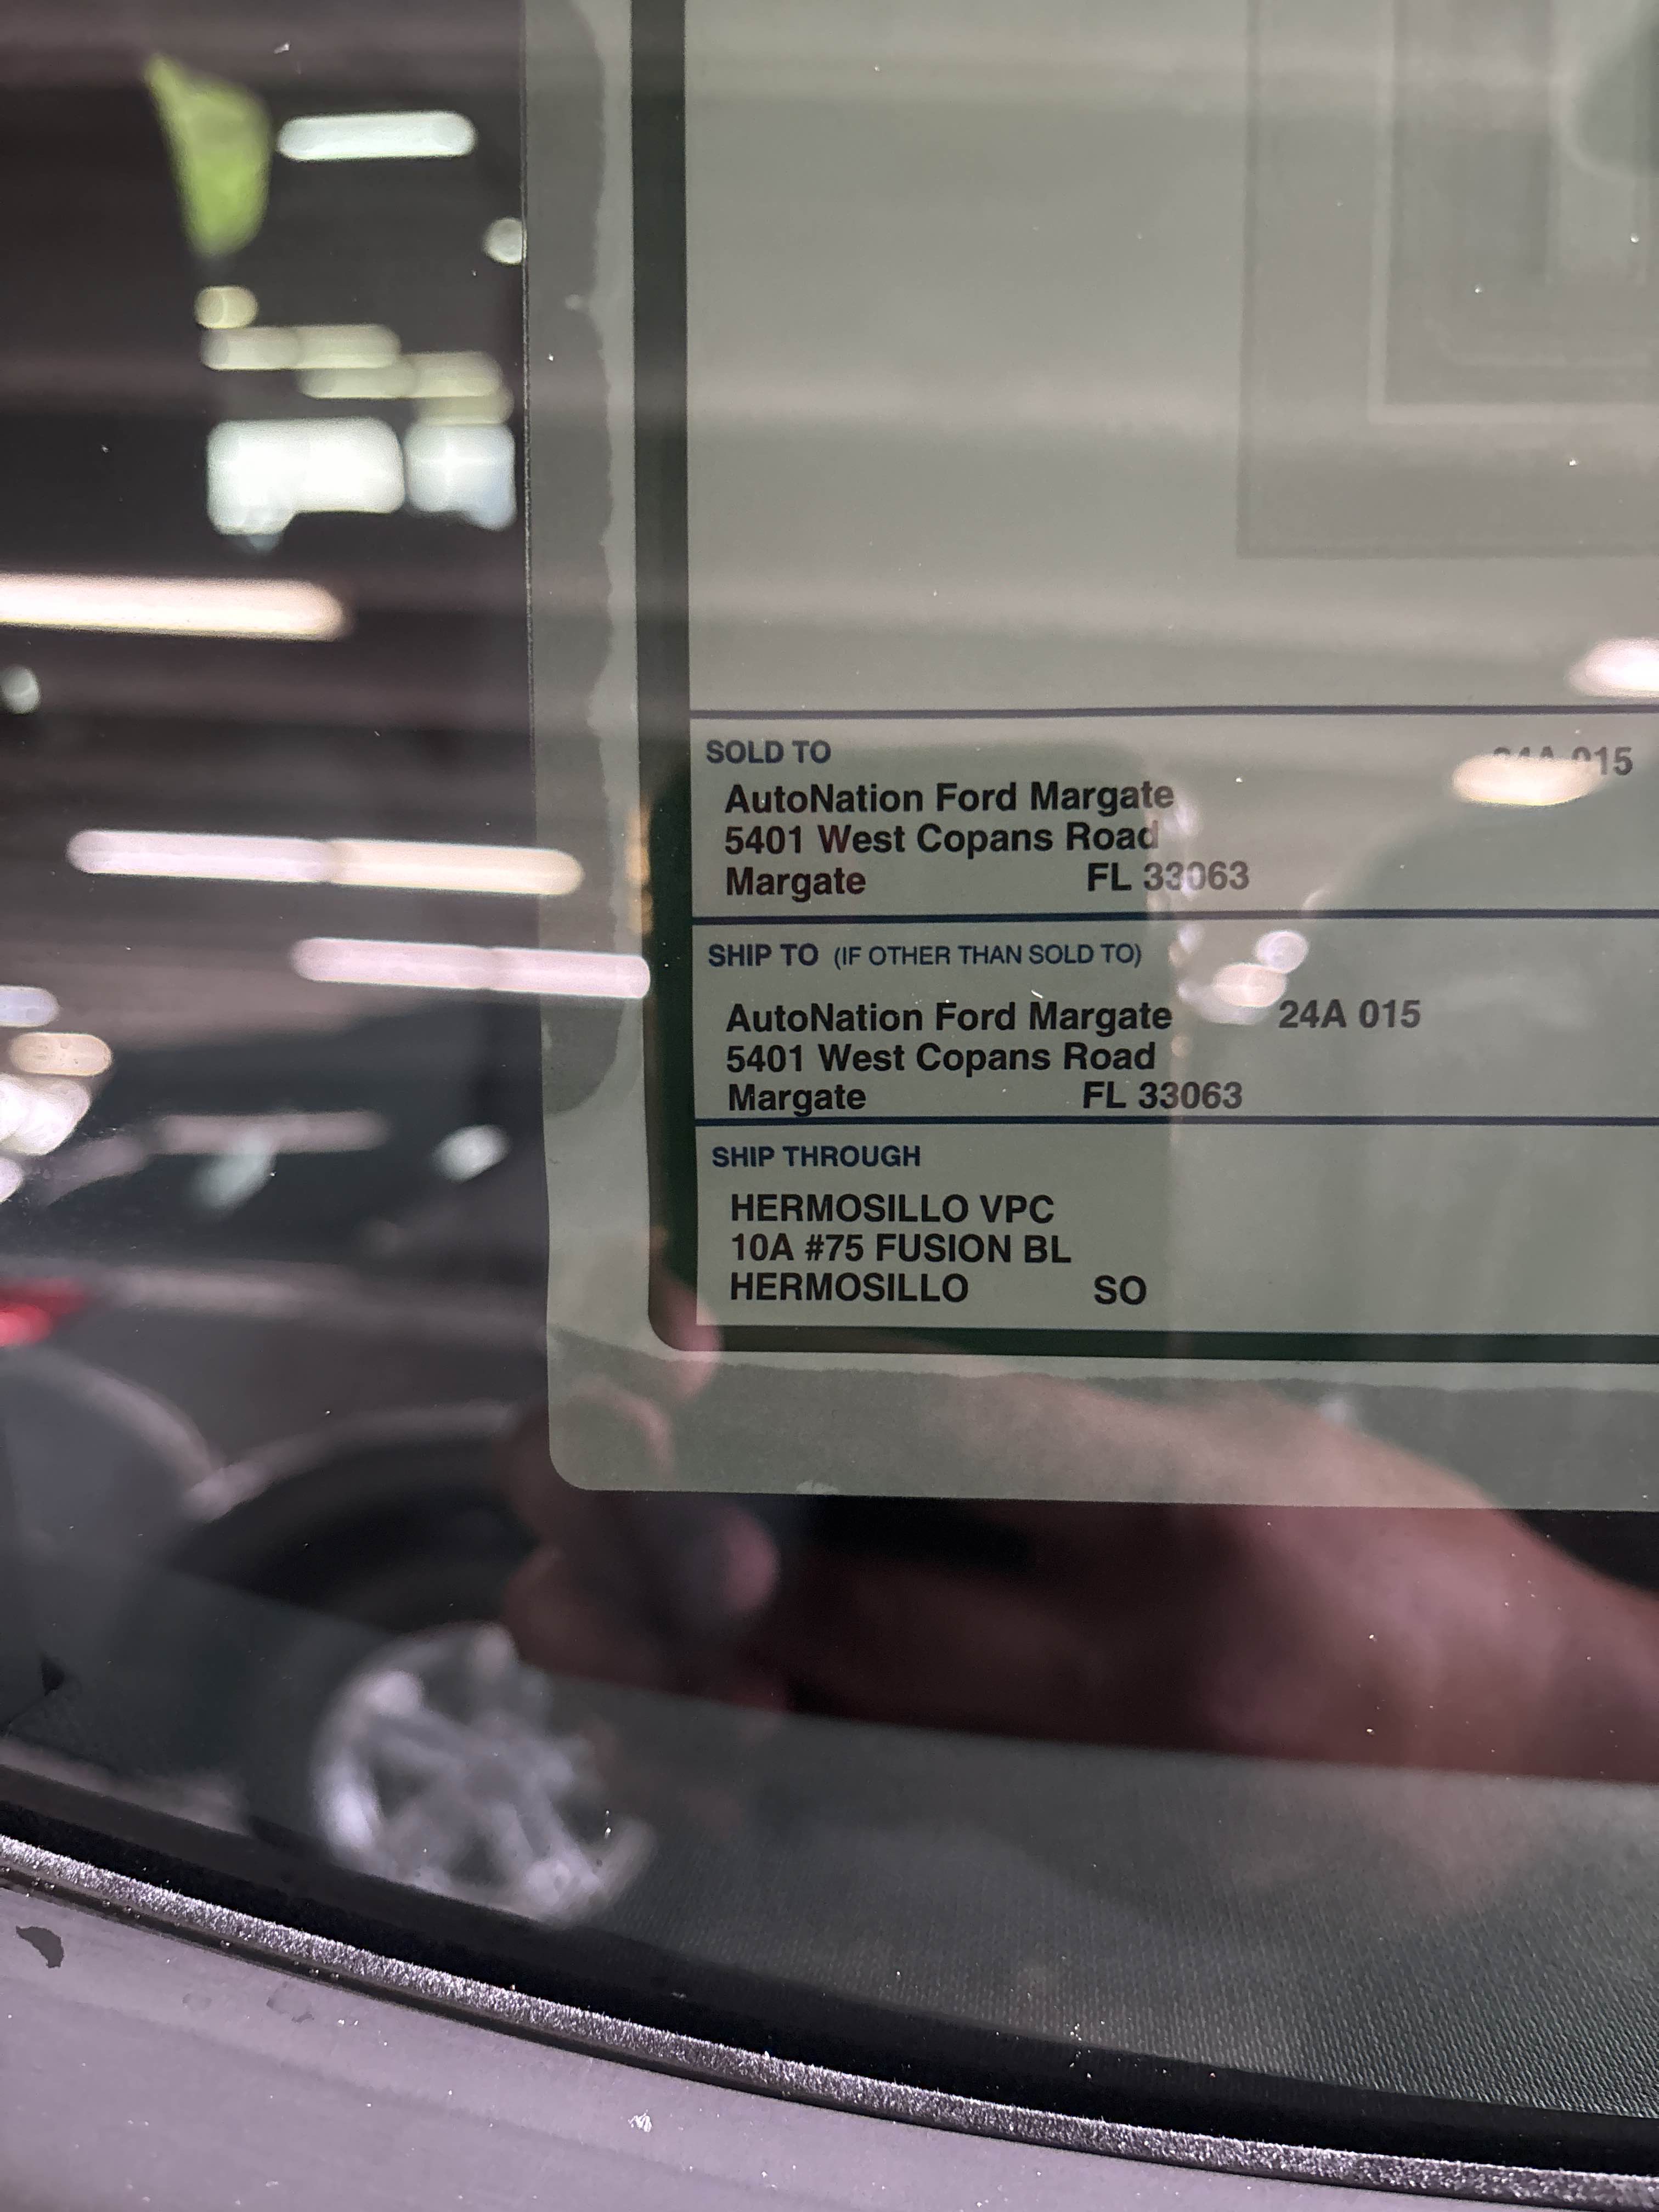 SOLD TO
AutoNation Ford Margate
5401 West Copans Road
Margate FL 33063
SHIP TO (IF OTHER THAN SOLD TO)
AutoNation Ford Margate 24A 015
5401 West Copans Road
Margate FL 33063
SHIP THROUGH
HERMOSILLO VPC
10A #75 FUSION BL
HERMOSILLO SO